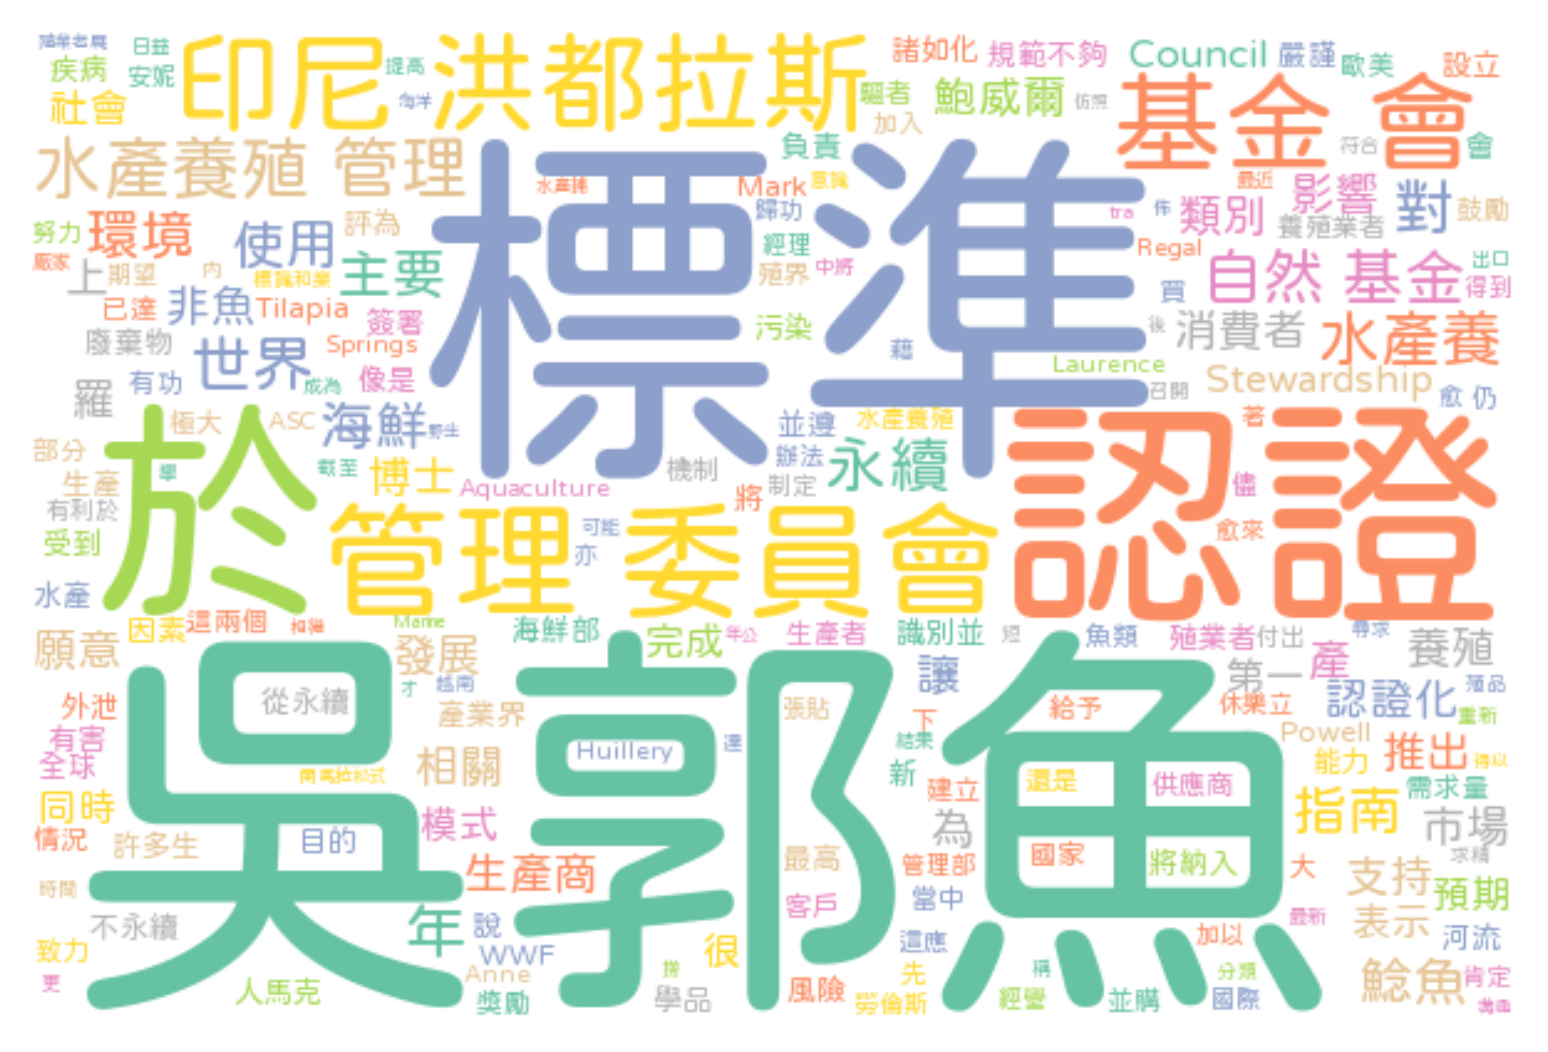 日益
疾病
安妮
社會
印尼
提高
海洋
洪都拉斯
諸如化
規範不夠
Council
嚴謹
歐美
設立
驅者
鮑威爾
仿照
加入
基金
會
水產養殖
管理
負責
符合
會
水產捕
Mark
意識
最近
影響
標準
努力
環境
評為
使用
歸功
tra
佈
類別
養殖業者
對
鼓勵
廠家
上
期望
内
標識和業
主要
經理
殖界
中將
Regal
自然
基金
出口
得到
已達
非魚
Tilapia
簽署
買
廢棄物
污染
後
消費者
水產養
世界
Springs
藉
Laurence
羅
有功
成為
像是
召開
Stewardship
愈
仍
部分
極大
ASC
海鮮
野生
並遵
水產養殖
著
於
生產
畢
截至
博士
Aquaculture
機制
辦法
制定
永續
認證
有利於
將
儘
受到
管理
委員會
可能
亦
愈來
水產
因素
這兩個
Marine
海鮮部
完成
年公
生產者
識別並
短
魚類
殖業者
付出
尋求
願意
發展
養殖
吳郭魚
外泄
從永續
才
越南
讓
第一
產
認證化
殖品
有害
產業界
張貼
下
給予
休樂立
重新
全球
相關
Huillery
達
結果
Powell
推出
得以
新
還是
供應商
能力
同時
模式
建立
需求量
情況
許多生
目的
為
指南
市場
生產商
最高
管理部
國家
將納入
大
求精
時間
支持
預期
不永續
年
說
客戶
當中
最新
表示
致力
WWF
很
這應
加以
河流
更
人馬克
Anne
獎勵
增
學品
風險
先
勞倫斯
稱
經營
並購
分類
國際
鯰魚
肯定